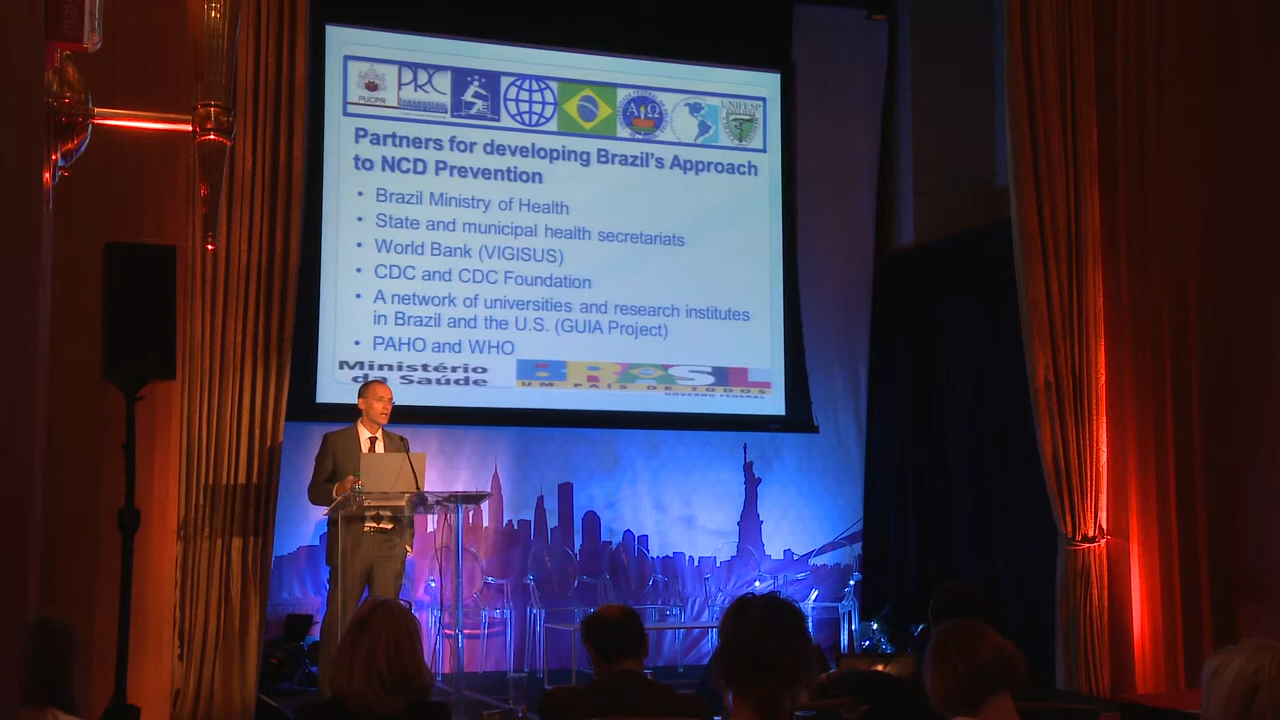 PUCPR
PRC
ΑΩ
UNIFESP
Partners for developing Brazil's Approach
to NCD Prevention
• Brazil Ministry of Health
• State and municipal health secretariats
• World Bank (VIGISUS)
• CDC and CDC Foundation
• A network of universities and research institutes
in Brazil and the U.S. (GUIA Project)
• PAHO and WHO
Ministério
da Saúde
BRASIL
UM PAÍS DE TODOS
GOVERNO FEDERAL